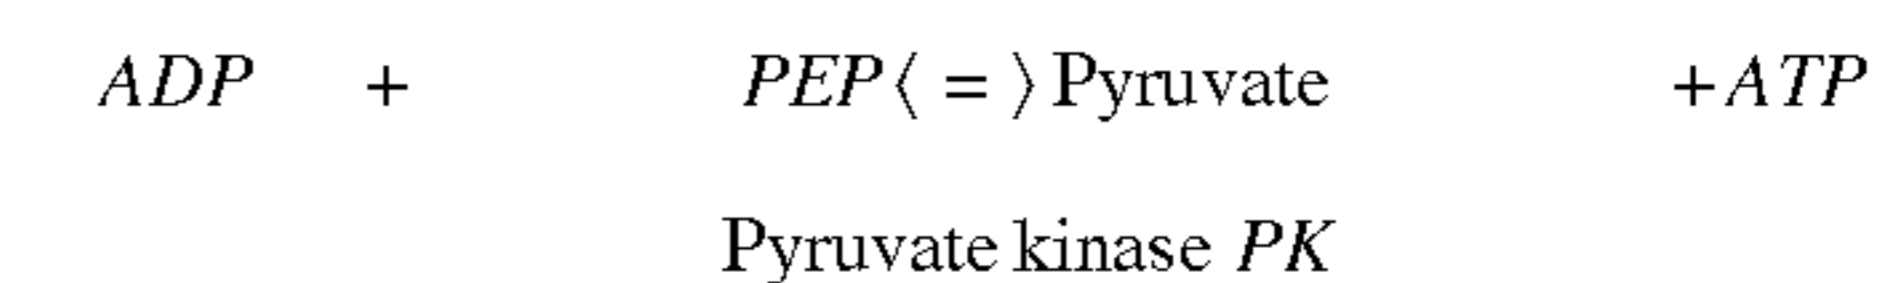 ADP + PEP⟨ = ⟩Pyruvate +ATP
Pyruvate kinase PK